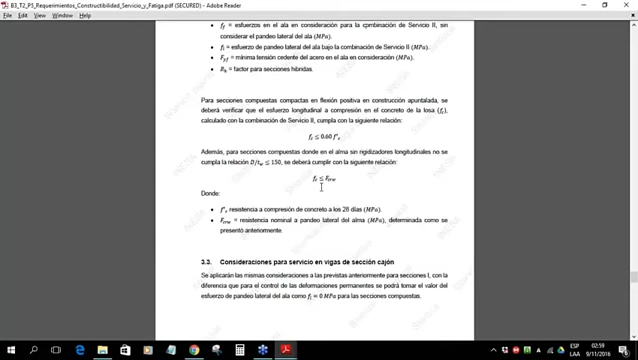 B3_T2_P5_Requerimientos_Constructibilidad_Servicio_y_Fatiga.pdf (SECURED) - Adobe Reader
File Edit View Window Help
• ff = esfuerzos en el ala en consideración para la combinación de Servicio II, sin
considerar el pandeo lateral del ala (MPa).
• fl = esfuerzo de pandeo lateral del ala bajo la combinación de Servicio II (MPa).
• Fyf = mínima tensión cedente del acero en el ala en consideración (MPa).
• Rh = factor para secciones híbridas.
Para secciones compuestas compactas en flexión positiva en construcción apuntalada, se
deberá verificar que el esfuerzo longitudinal a compresión en el concreto de la losa (fc),
calculado con la combinación de Servicio II, cumpla con la siguiente relación:
fc ≤ 0.60 f'c
Además, para secciones compuestas donde en el alma sin rigidizadores longitudinales no se
cumpla la relación D/tw ≤ 150, se deberá cumplir con la siguiente relación:
fc ≤ Fcrw
Donde:
• f'c resistencia a compresión de concreto a los 28 días (MPa).
• Fcrw = resistencia nominal a pandeo lateral del alma (MPa), determinada como se
presentó anteriormente.
3.3. Consideraciones para servicio en vigas de sección cajón
Se aplicarán las mismas consideraciones a las previstas anteriormente para secciones I, con la
diferencia que para el control de las deformaciones permanentes se podrá tomar el valor del
esfuerzo de pandeo lateral del ala como fl = 0 MPa para las secciones compuestas.
ESP
LAA
02:59
9/11/2016